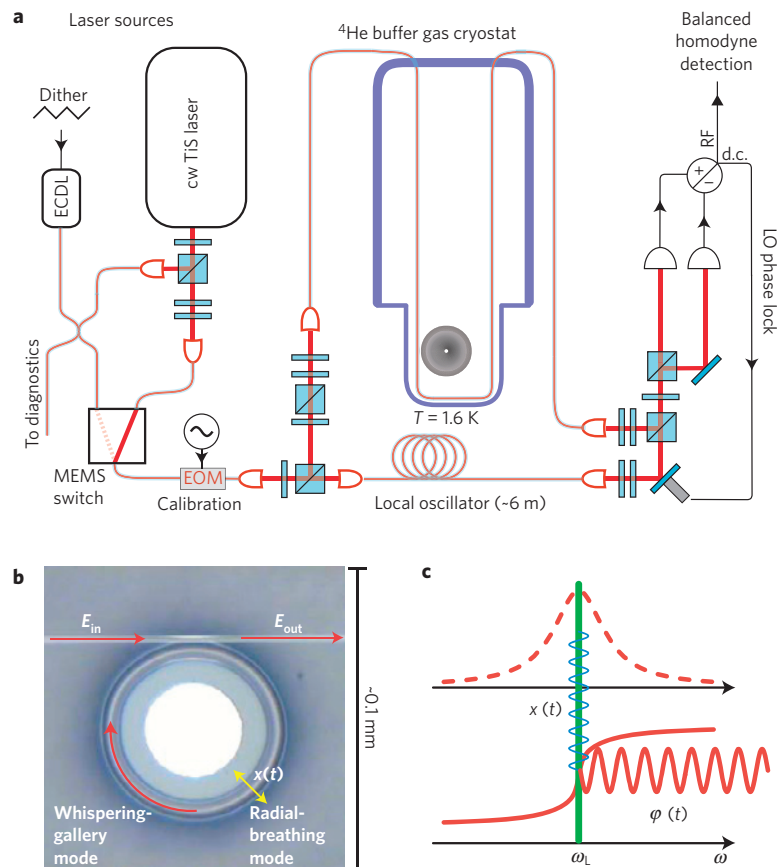 a
Laser sources
⁴He buffer gas cryostat
Balanced
homodyne
detection
Dither
cw TiS laser
ECDL
RF
+
−
d.c.
LO phase lock
To diagnostics
T = 1.6 K
MEMS
switch
EOM
Calibration
Local oscillator (~6 m)
b
E_in
E_out
~0.1 mm
x(t)
Whispering-
gallery
mode
Radial-
breathing
mode
c
x (t)
φ (t)
ω_L
ω